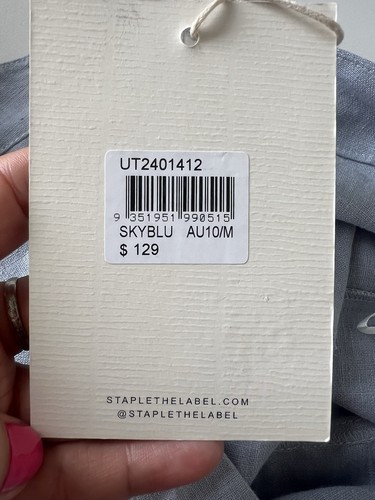 UT2401412
9 351951 990515
SKYBLU AU10/M
$ 129
STAPLETHELABEL.COM
@STAPLETHELABEL